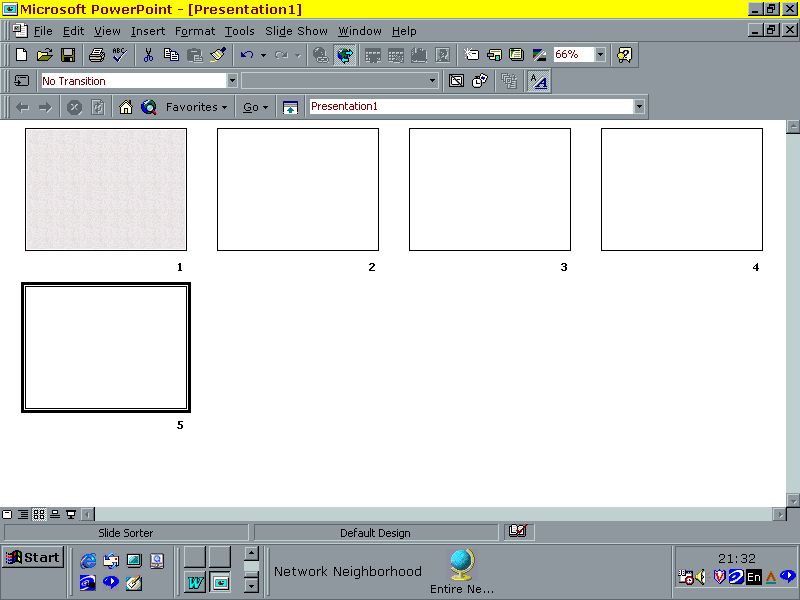 Microsoft PowerPoint - [Presentation1]
File Edit View Insert Format Tools Slide Show Window Help
ABC 66%
No Transition
Favorites Go Presentation1
1 2 3 4
5
Slide Sorter Default Design
Start W Network Neighborhood Entire Ne...
21:32
En